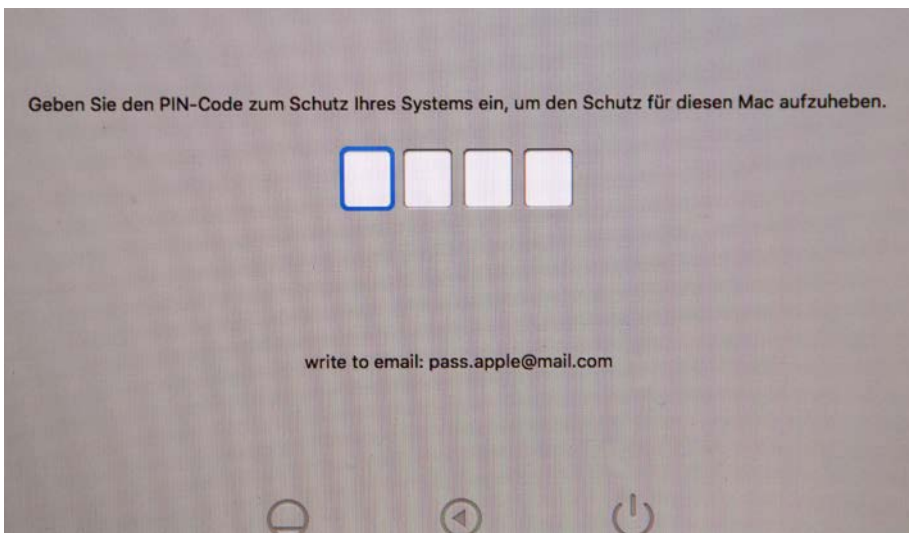 Geben Sie den PIN-Code zum Schutz Ihres Systems ein, um den Schutz für diesen Mac aufzuheben.
write to email: pass.apple@mail.com